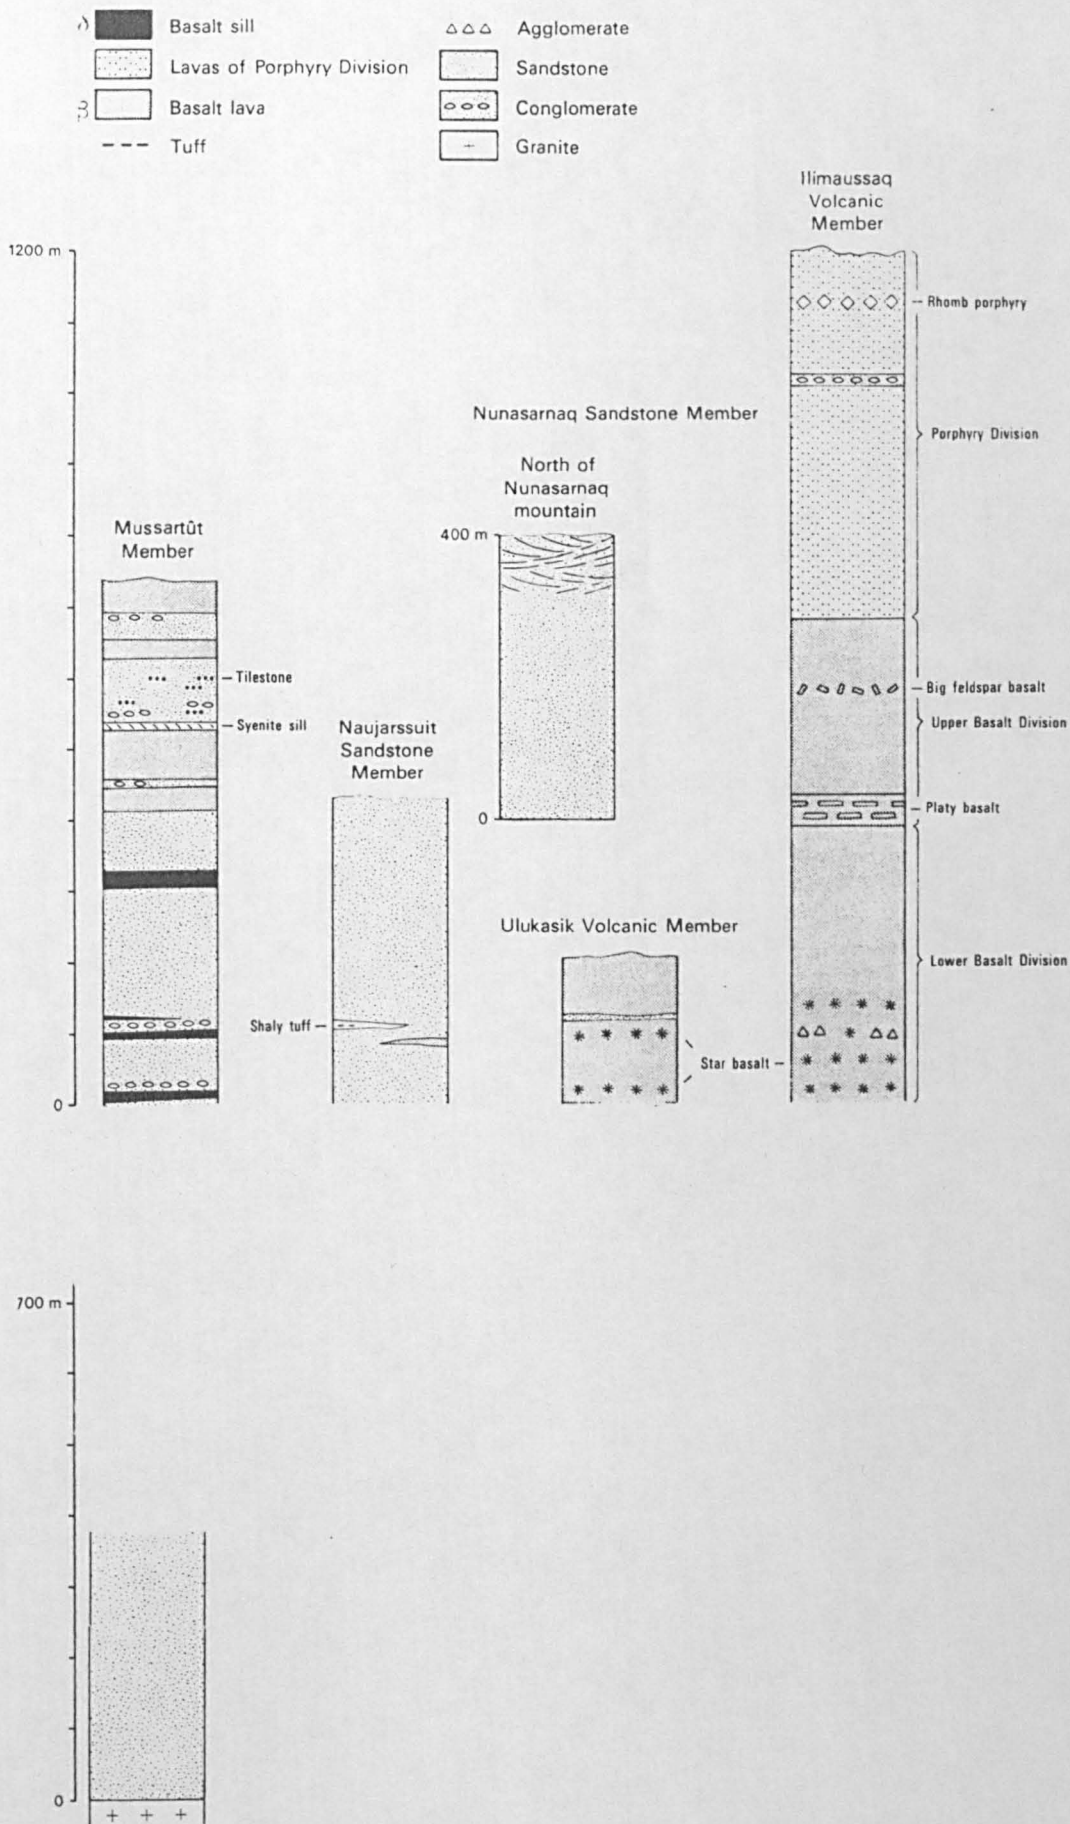 Basalt sill
Lavas of Porphyry Division
Basalt lava
Tuff
Agglomerate
Sandstone
Conglomerate
Granite
Ilimaussaq
Volcanic
Member
1200 m
Rhomb porphyry
Porphyry Division
Nunasarnaq Sandstone Member
North of
Nunasarnaq
mountain
400 m
0
Mussartût
Member
Tilestone
Syenite sill
Naujarssuit
Sandstone
Member
Big feldspar basalt
Upper Basalt Division
Platy basalt
Ulukasik Volcanic Member
Lower Basalt Division
Shaly tuff
Star basalt
0
700 m
0